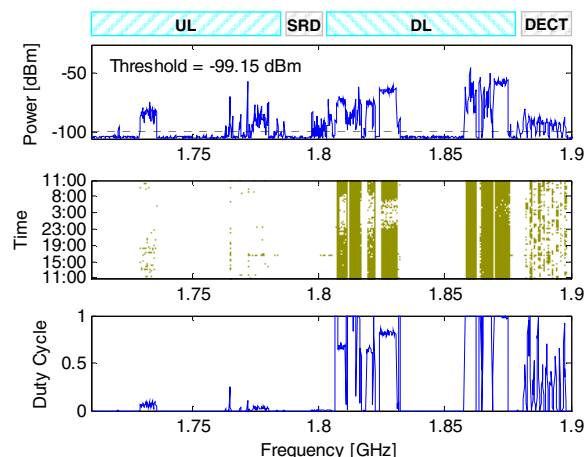 UL SRD DL DECT
Threshold = -99.15 dBm
Power [dBm]
-50
-100
1.75 1.8 1.85 1.9
Time
11:00
8:00
3:00
23:00
19:00
15:00
11:00
1.75 1.8 1.85 1.9
Duty Cycle
1
0.5
0
1.75 1.8 1.85 1.9
Frequency [GHz]